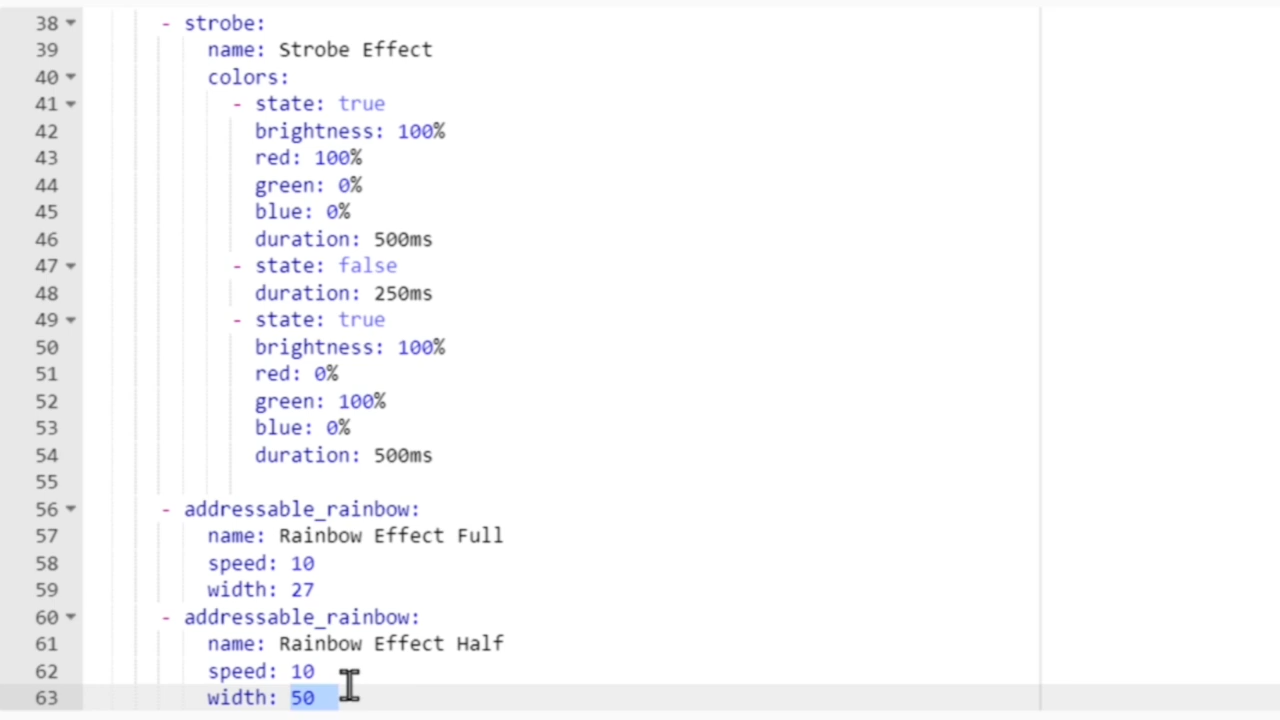 38 - strobe:
39 name: Strobe Effect
40 colors:
41 - state: true
42 brightness: 100%
43 red: 100%
44 green: 0%
45 blue: 0%
46 duration: 500ms
47 - state: false
48 duration: 250ms
49 - state: true
50 brightness: 100%
51 red: 0%
52 green: 100%
53 blue: 0%
54 duration: 500ms
55
56 - addressable_rainbow:
57 name: Rainbow Effect Full
58 speed: 10
59 width: 27
60 - addressable_rainbow:
61 name: Rainbow Effect Half
62 speed: 10
63 width: 50